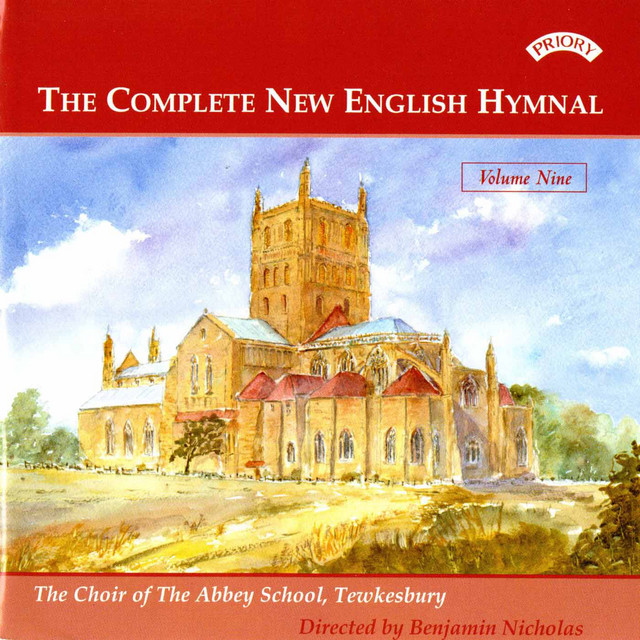 PRIORY
THE COMPLETE NEW ENGLISH HYMNAL
Volume Nine
The Choir of The Abbey School, Tewkesbury
Directed by Benjamin Nicholas